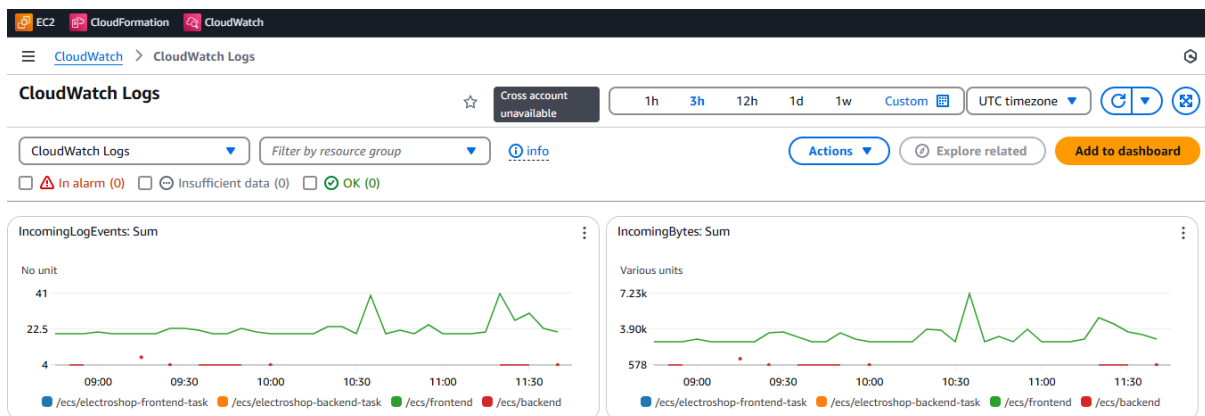 EC2 CloudFormation CloudWatch
CloudWatch > CloudWatch Logs
CloudWatch Logs
Cross account
unavailable
1h 3h 12h 1d 1w Custom UTC timezone
CloudWatch Logs Filter by resource group info Actions Explore related Add to dashboard
In alarm (0) Insufficient data (0) OK (0)
IncomingLogEvents: Sum
No unit
41
22.5
4
09:00 09:30 10:00 10:30 11:00 11:30
/ecs/electroshop-frontend-task /ecs/electroshop-backend-task /ecs/frontend /ecs/backend
IncomingBytes: Sum
Various units
7.23k
3.90k
578
09:00 09:30 10:00 10:30 11:00 11:30
/ecs/electroshop-frontend-task /ecs/electroshop-backend-task /ecs/frontend /ecs/backend